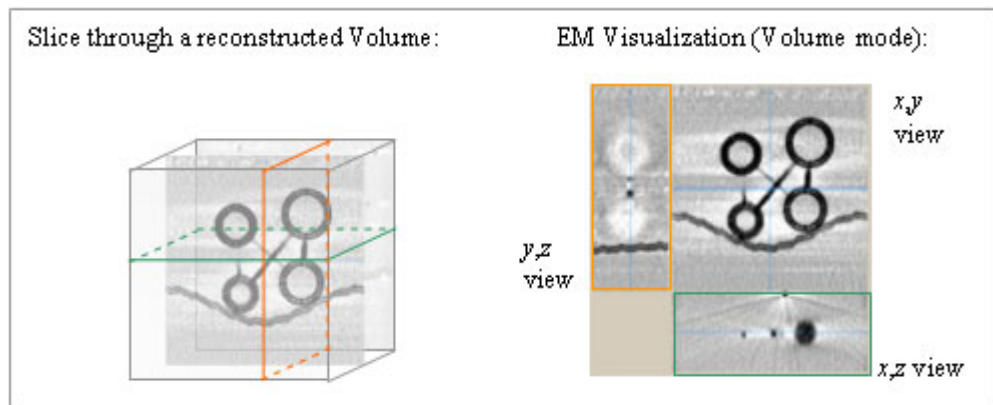 Slice through a reconstructed Volume:
EM Visualization (Volume mode):
x,y
view
y,z
view
x,z view